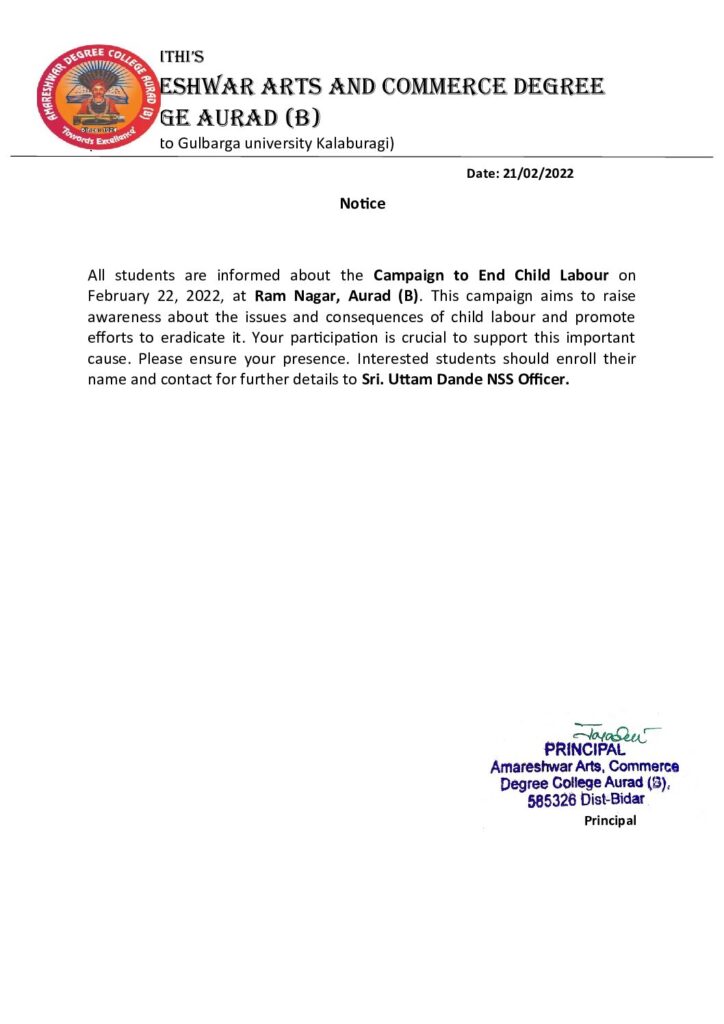 ITHI'S
ESHWAR ARTS AND COMMERCE DEGREE
GE AURAD (B)
to Gulbarga university Kalaburagi)
AMARESHWAR DEGREE COLLEGE AURAD (B)
"Towards Excellence"
Date: 21/02/2022
Notice
All students are informed about the Campaign to End Child Labour on
February 22, 2022, at Ram Nagar, Aurad (B). This campaign aims to raise
awareness about the issues and consequences of child labour and promote
efforts to eradicate it. Your participation is crucial to support this important
cause. Please ensure your presence. Interested students should enroll their
name and contact for further details to Sri. Uttam Dande NSS Officer.
PRINCIPAL
Amareshwar Arts, Commerce
Degree College Aurad (B),
585326 Dist-Bidar
Principal